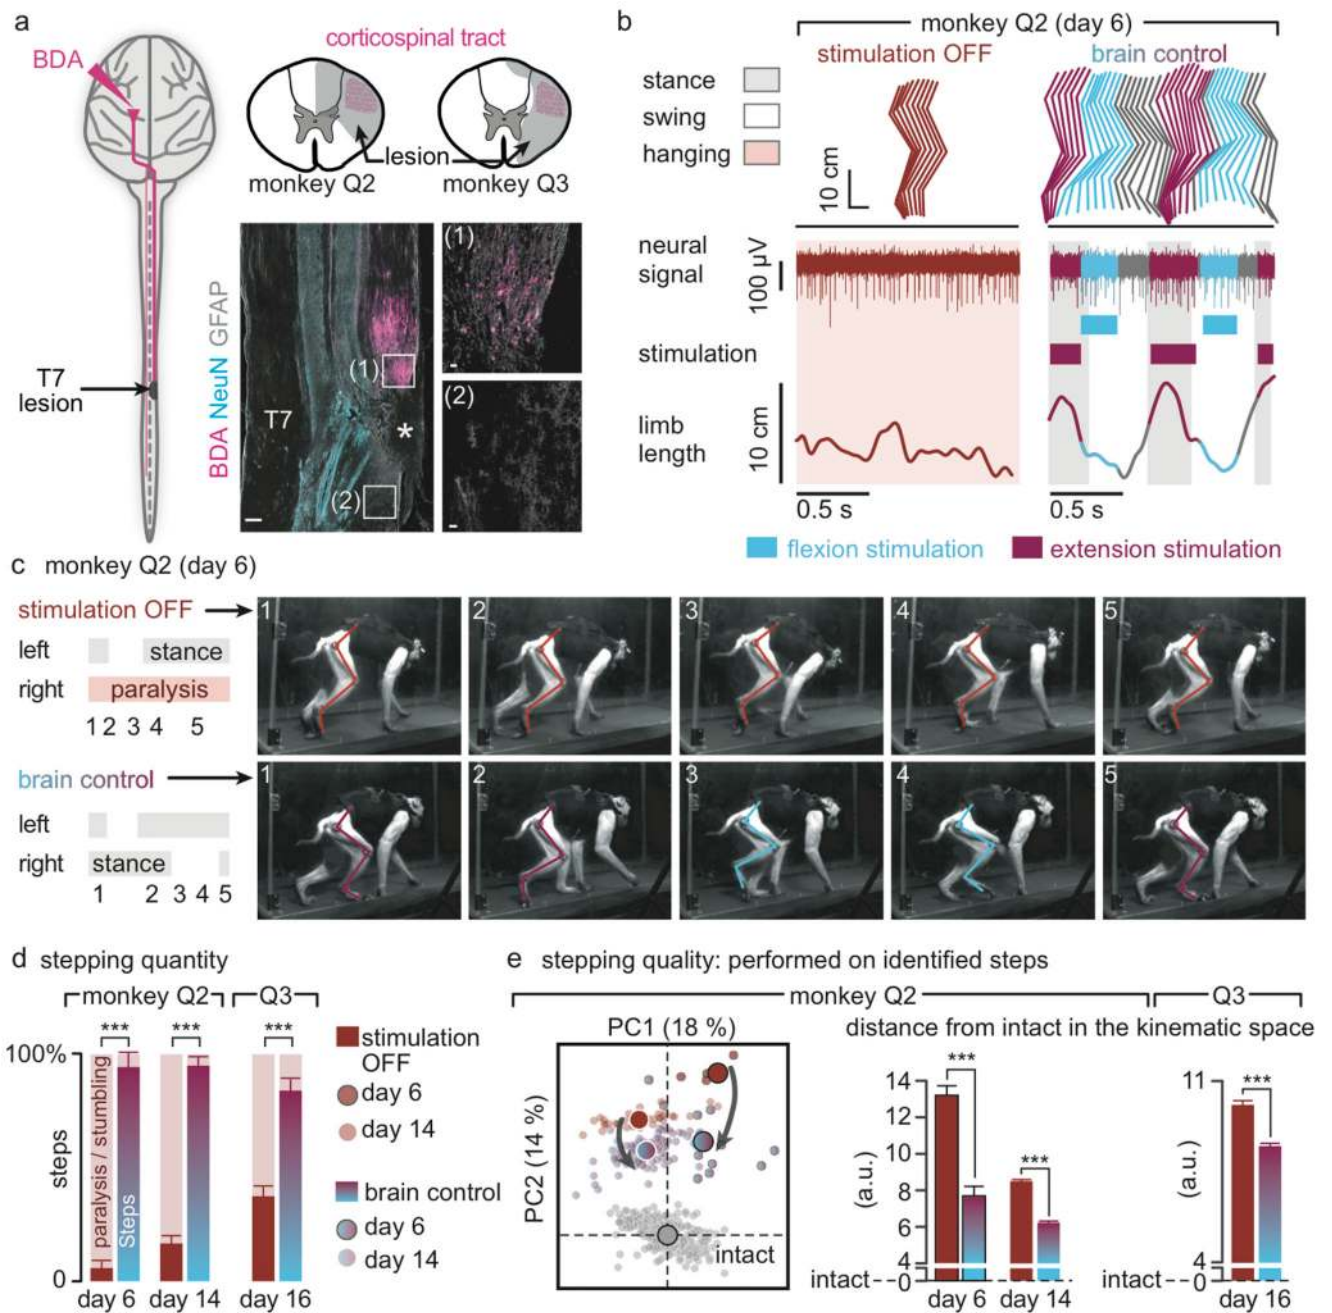 a
BDA
corticospinal tract
lesion
monkey Q2
monkey Q3
T7
lesion
BDA NeuN GFAP
T7
(1)
*
(2)
(1)
(2)
b
monkey Q2 (day 6)
stimulation OFF
brain control
stance
swing
hanging
10 cm
neural
signal
100 µV
stimulation
limb
length
10 cm
0.5 s
0.5 s
flexion stimulation
extension stimulation
c monkey Q2 (day 6)
stimulation OFF
left
stance
right
paralysis
1 2 3 4 5
1
2
3
4
5
brain control
left
right
stance
1 2 3 4 5
1
2
3
4
5
d stepping quantity
monkey Q2
Q3
***
***
***
100%
steps
0
paralysis / stumbling
Steps
day 6
day 14
day 16
stimulation
OFF
day 6
day 14
brain control
day 6
day 14
e stepping quality: performed on identified steps
monkey Q2
Q3
PC1 (18 %)
PC2 (14 %)
intact
distance from intact in the kinematic space
14
12
10
8
6
4
0
(a.u.)
intact
***
***
day 6
day 14
11
4
0
(a.u.)
intact
***
day 16